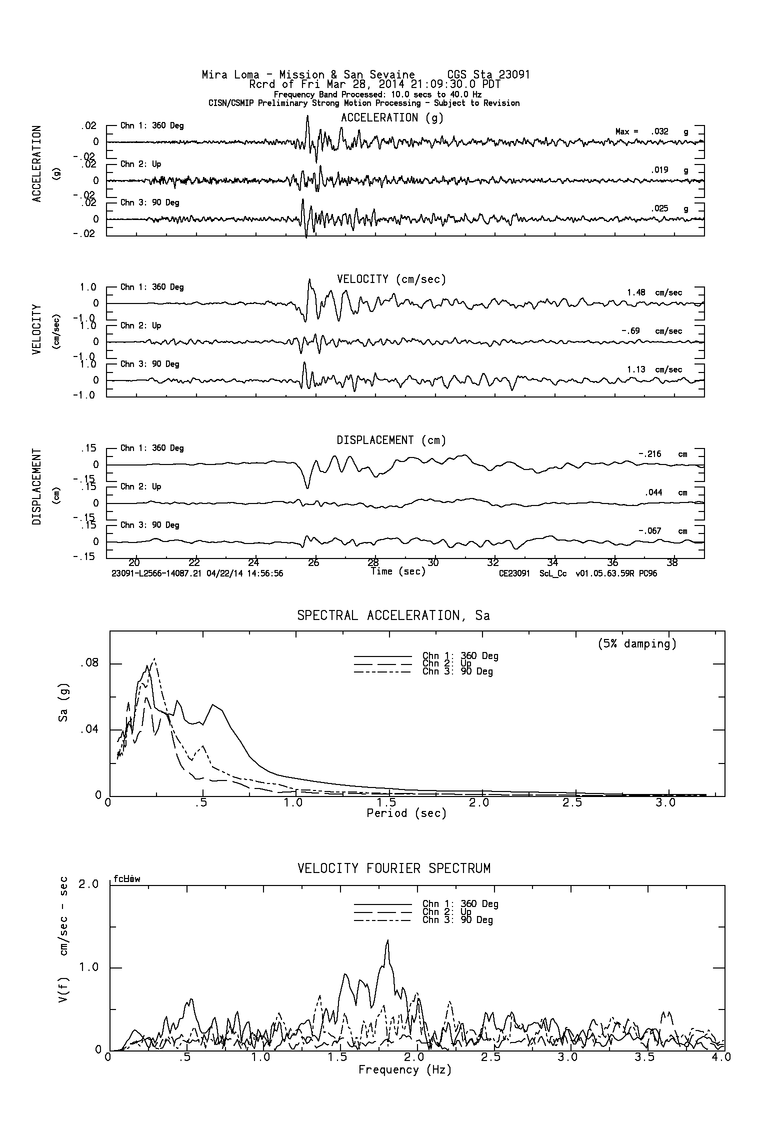 Mira Loma - Mission & San Sevaine CGS Sta 23091
Rcrd of Fri Mar 28, 2014 21:09:30.0 PDT
Frequency Band Processed: 10.0 secs to 40.0 Hz
CISN/CSMIP Preliminary Strong Motion Processing - Subject to Revision
ACCELERATION (g)
ACCELERATION
(g)
.02
0
-.02
Chn 1: 360 Deg
Max = .032 g
.02
0
-.02
Chn 2: Up
.019 g
.02
0
-.02
Chn 3: 90 Deg
.025 g
VELOCITY (cm/sec)
VELOCITY
(cm/sec)
1.0
0
-1.0
Chn 1: 360 Deg
1.48 cm/sec
1.0
0
-1.0
Chn 2: Up
-.69 cm/sec
1.0
0
-1.0
Chn 3: 90 Deg
1.13 cm/sec
DISPLACEMENT (cm)
DISPLACEMENT
(cm)
.15
0
-.15
Chn 1: 360 Deg
-.216 cm
.15
0
-.15
Chn 2: Up
.044 cm
.15
0
-.15
Chn 3: 90 Deg
-.067 cm
20 22 24 26 28 30 32 34 36 38
Time (sec)
23091-L2566-14087.21 04/22/14 14:56:56
CE23091 ScL_Cc v01.05.63.59R PC96
SPECTRAL ACCELERATION, Sa
(5% damping)
Chn 1: 360 Deg
Chn 2: Up
Chn 3: 90 Deg
Sa (g)
.08
.04
0
0 .5 1.0 1.5 2.0 2.5 3.0
Period (sec)
VELOCITY FOURIER SPECTRUM
Chn 1: 360 Deg
Chn 2: Up
Chn 3: 90 Deg
V(f) cm/sec - sec
2.0
1.0
0
0 .5 1.0 1.5 2.0 2.5 3.0 3.5 4.0
Frequency (Hz)